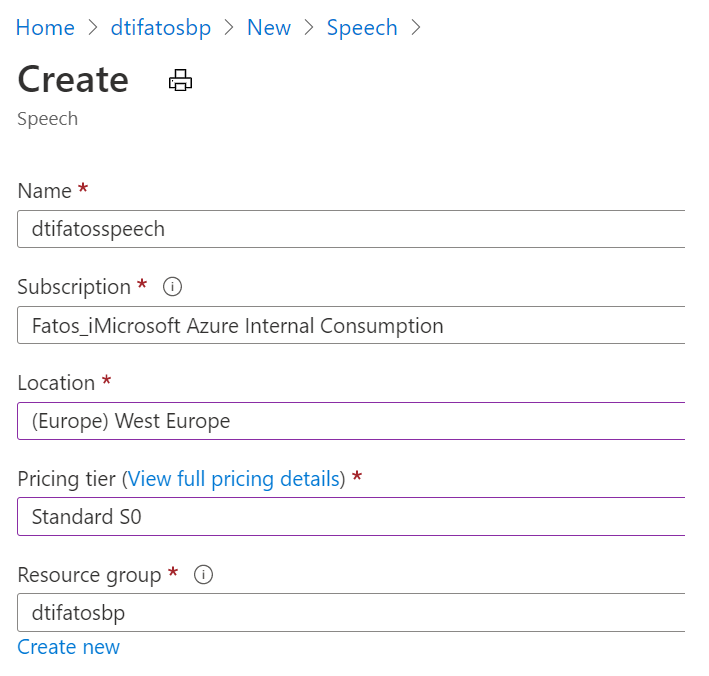 Home > dtifatosbp > New > Speech >
Create
Speech
Name *
dtifatosspeech
Subscription * i
Fatos_iMicrosoft Azure Internal Consumption
Location *
(Europe) West Europe
Pricing tier (View full pricing details) *
Standard S0
Resource group * i
dtifatosbp
Create new